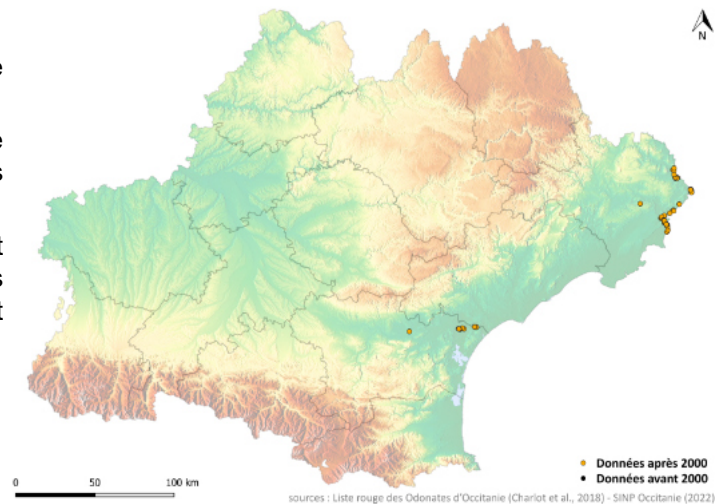 N
e
e
s
t
s
t
Données après 2000
Données avant 2000
0 50 100 km
sources : Liste rouge des Odonates d'Occitanie (Charlot et al., 2018) - SINP Occitanie (2022)